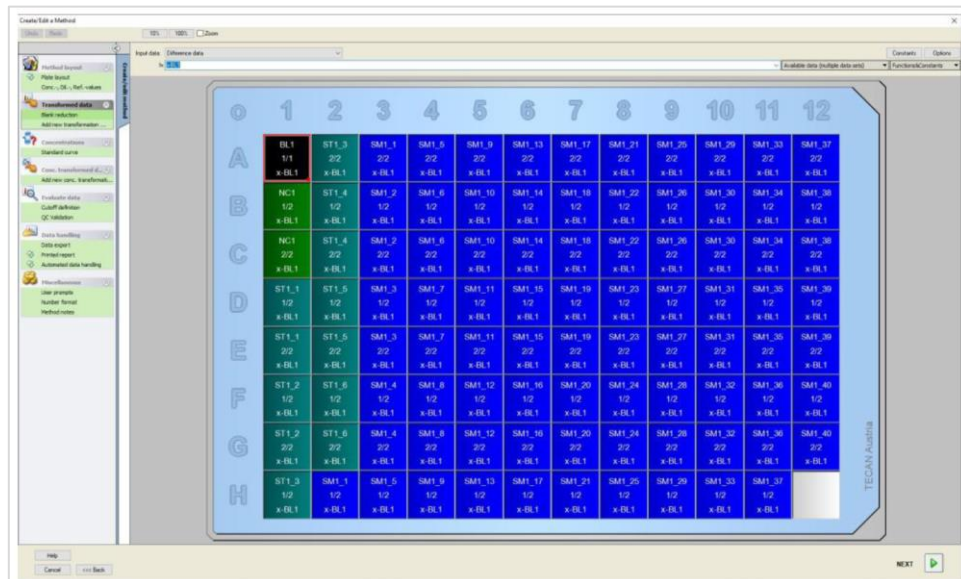 Create/Edit a Method
Undo Redo 10% 100% Zoom
Input data Difference data Constants Options
Available data (multiple data sets) Functions&Constants
Create/edit method
Method layout
Plate layout
Conc.-, Dil.-, Ref.-values
Transformed data
Blank reduction
Add new transformation ...
Concentrations
Standard curve
Conc. transformed d...
Add new conc. transformati...
Evaluate data
Cutoff definition
QC Validation
Data handling
Data export
Printed report
Automated data handling
Miscellaneous
User prompts
Number format
Method notes
1 2 3 4 5 6 7 8 9 10 11 12
A
BL1 ST1_3 SM1_1 SM1_5 SM1_9 SM1_13 SM1_17 SM1_21 SM1_25 SM1_29 SM1_33 SM1_37
1/1 2/2 2/2 2/2 2/2 2/2 2/2 2/2 2/2 2/2 2/2 2/2
x-BL1 x-BL1 x-BL1 x-BL1 x-BL1 x-BL1 x-BL1 x-BL1 x-BL1 x-BL1 x-BL1 x-BL1
B
NC1 ST1_4 SM1_2 SM1_6 SM1_10 SM1_14 SM1_18 SM1_22 SM1_26 SM1_30 SM1_34 SM1_38
1/2 1/2 1/2 1/2 1/2 1/2 1/2 1/2 1/2 1/2 1/2 1/2
x-BL1 x-BL1 x-BL1 x-BL1 x-BL1 x-BL1 x-BL1 x-BL1 x-BL1 x-BL1 x-BL1 x-BL1
C
NC1 ST1_4 SM1_2 SM1_6 SM1_10 SM1_14 SM1_18 SM1_22 SM1_26 SM1_30 SM1_34 SM1_38
2/2 2/2 2/2 2/2 2/2 2/2 2/2 2/2 2/2 2/2 2/2 2/2
x-BL1 x-BL1 x-BL1 x-BL1 x-BL1 x-BL1 x-BL1 x-BL1 x-BL1 x-BL1 x-BL1 x-BL1
D
ST1_1 ST1_5 SM1_3 SM1_7 SM1_11 SM1_15 SM1_19 SM1_23 SM1_27 SM1_31 SM1_35 SM1_39
1/2 1/2 1/2 1/2 1/2 1/2 1/2 1/2 1/2 1/2 1/2 1/2
x-BL1 x-BL1 x-BL1 x-BL1 x-BL1 x-BL1 x-BL1 x-BL1 x-BL1 x-BL1 x-BL1 x-BL1
E
ST1_1 ST1_5 SM1_3 SM1_7 SM1_11 SM1_15 SM1_19 SM1_23 SM1_27 SM1_31 SM1_35 SM1_39
2/2 2/2 2/2 2/2 2/2 2/2 2/2 2/2 2/2 2/2 2/2 2/2
x-BL1 x-BL1 x-BL1 x-BL1 x-BL1 x-BL1 x-BL1 x-BL1 x-BL1 x-BL1 x-BL1 x-BL1
F
ST1_2 ST1_6 SM1_4 SM1_8 SM1_12 SM1_16 SM1_20 SM1_24 SM1_28 SM1_32 SM1_36 SM1_40
1/2 1/2 1/2 1/2 1/2 1/2 1/2 1/2 1/2 1/2 1/2 1/2
x-BL1 x-BL1 x-BL1 x-BL1 x-BL1 x-BL1 x-BL1 x-BL1 x-BL1 x-BL1 x-BL1 x-BL1
G
ST1_2 ST1_6 SM1_4 SM1_8 SM1_12 SM1_16 SM1_20 SM1_24 SM1_28 SM1_32 SM1_36 SM1_40
2/2 2/2 2/2 2/2 2/2 2/2 2/2 2/2 2/2 2/2 2/2 2/2
x-BL1 x-BL1 x-BL1 x-BL1 x-BL1 x-BL1 x-BL1 x-BL1 x-BL1 x-BL1 x-BL1 x-BL1
H
ST1_3 SM1_1 SM1_5 SM1_9 SM1_13 SM1_17 SM1_21 SM1_25 SM1_29 SM1_33 SM1_37
1/2 1/2 1/2 1/2 1/2 1/2 1/2 1/2 1/2 1/2 1/2
x-BL1 x-BL1 x-BL1 x-BL1 x-BL1 x-BL1 x-BL1 x-BL1 x-BL1 x-BL1 x-BL1
TECAN Austria
Help
Cancel <<< Back
NEXT